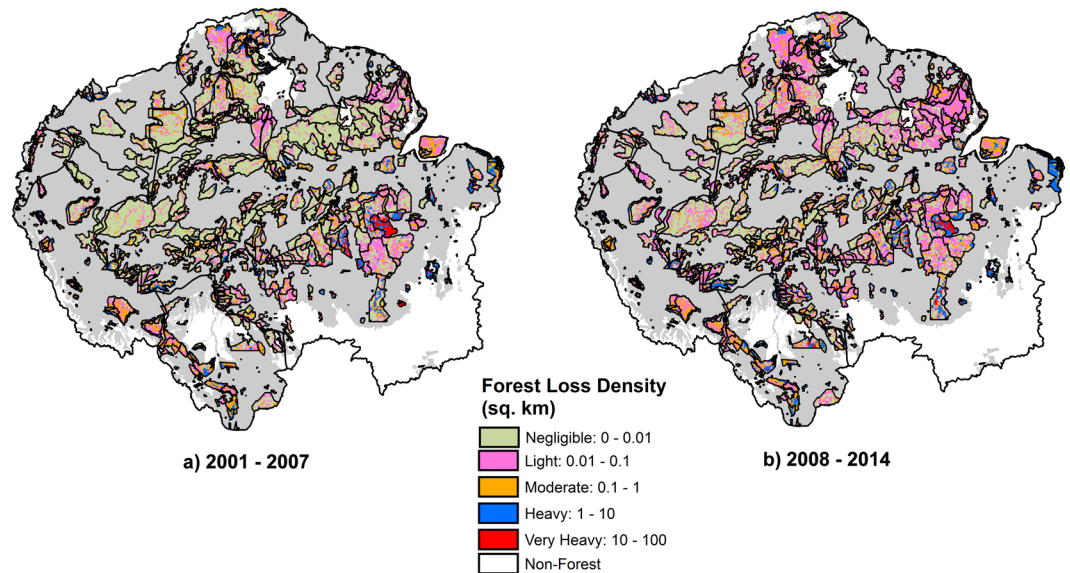 a) 2001 - 2007
b) 2008 - 2014
Forest Loss Density
(sq. km)
Negligible: 0 - 0.01
Light: 0.01 - 0.1
Moderate: 0.1 - 1
Heavy: 1 - 10
Very Heavy: 10 - 100
Non-Forest